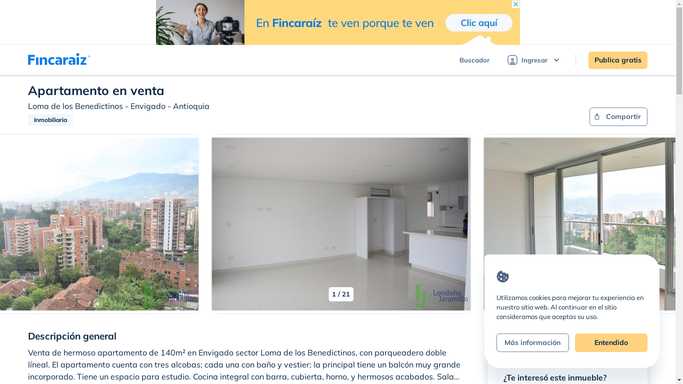 En Fincaraíz te ven porque te ven
Clic aquí
Fincaraiz
Buscador
Ingresar
Publica gratis
Apartamento en venta
Loma de los Benedictinos - Envigado - Antioquia
Inmobiliaria
Compartir
1 / 21
Londoño
Jaramillo
Utilizamos cookies para mejorar tu experiencia en
nuestro sitio web. Al continuar en el sitio
consideramos que aceptas su uso.
Más información
Entendido
Descripción general
Venta de hermoso apartamento de 140m² en Envigado sector Loma de los Benedictinos, con parqueadero doble
líneal. El apartamento cuenta con tres alcobas; cada una con baño y vestier; la principal tiene un balcón muy grande
incorporado. Tiene un espacio para estudio. Cocina integral con barra, cubierta, horno, y hermosos acabados. Sala...
¿Te interesó este inmueble?